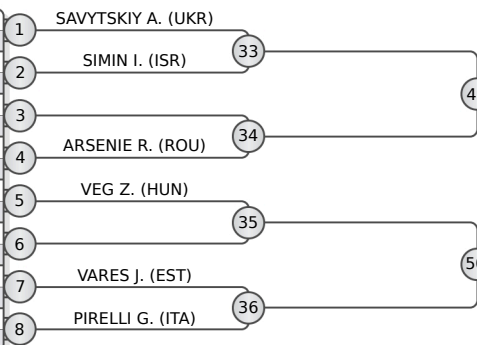 SAVYTSKIY A. (UKR)
1
33
SIMIN I. (ISR)
2
3
34
ARSENIE R. (ROU)
4
VEG Z. (HUN)
5
35
6
VARES J. (EST)
7
36
PIRELLI G. (ITA)
8